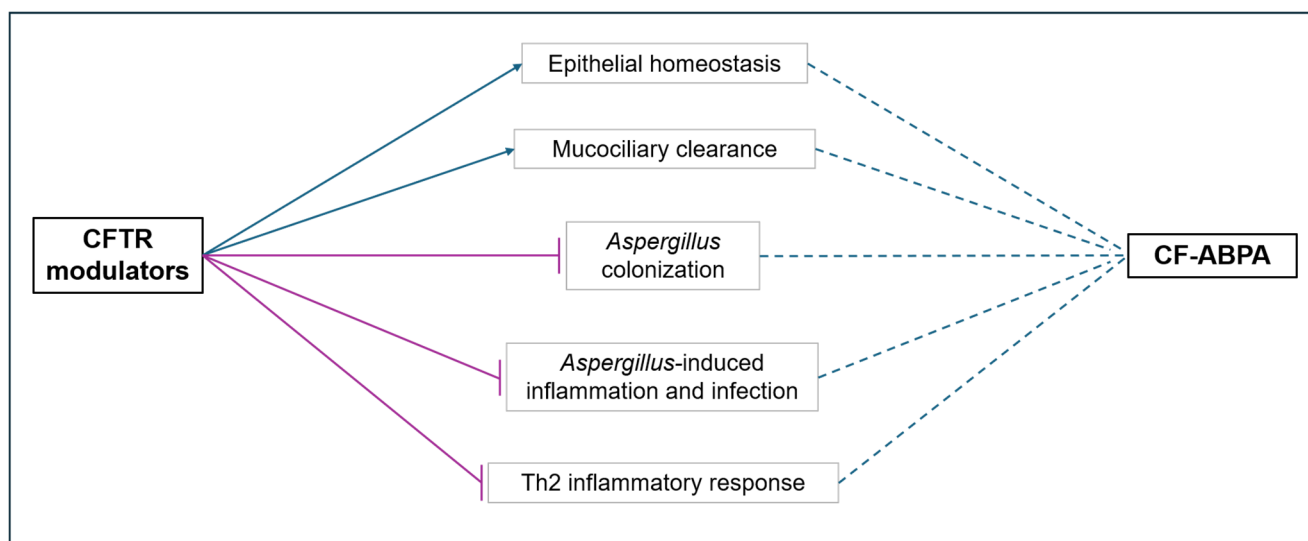 Epithelial homeostasis
Mucociliary clearance
CFTR
modulators
Aspergillus
colonization
CF-ABPA
Aspergillus-induced
inflammation and infection
Th2 inflammatory response